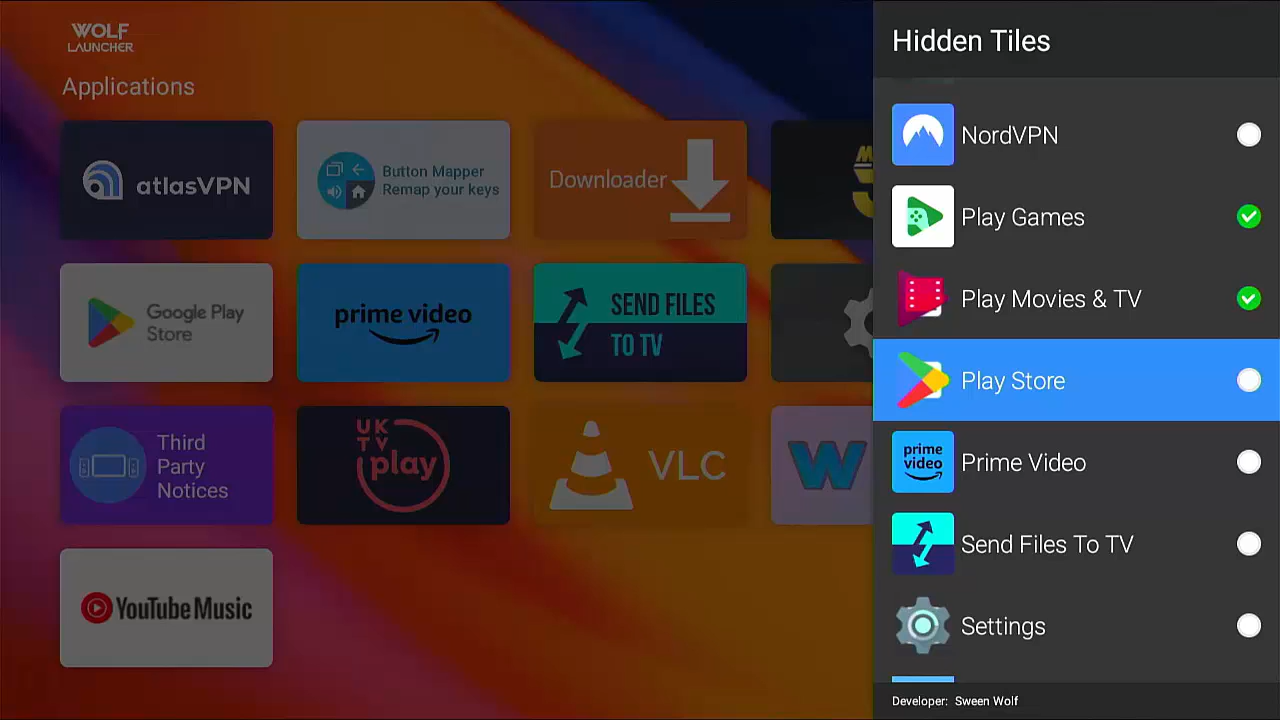 WOLF
LAUNCHER
Applications
atlasVPN
Button Mapper
Remap your keys
Downloader
Google Play
Store
prime video
SEND FILES
TO TV
Third
Party
Notices
UK
TV
play
VLC
W
YouTube Music
Hidden Tiles
NordVPN
Play Games
Play Movies & TV
Play Store
prime
video
Prime Video
Send Files To TV
Settings
Developer: Sween Wolf